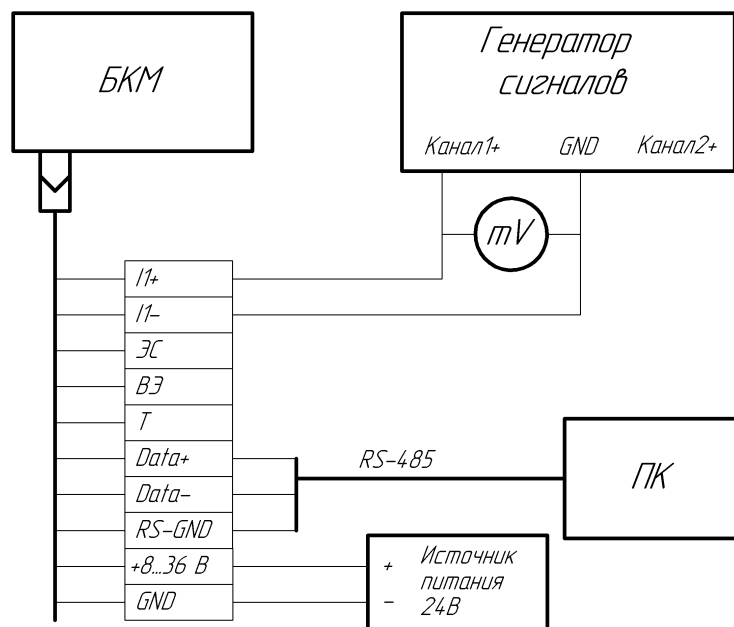 БКМ
Генератор
сигналов
Канал1+ GND Канал2+
mV
I1+
I1-
ЭС
ВЭ
Т
Data+
Data-
RS-GND
+8...36 В
GND
RS-485
ПК
+ Источник
питания
- 24В